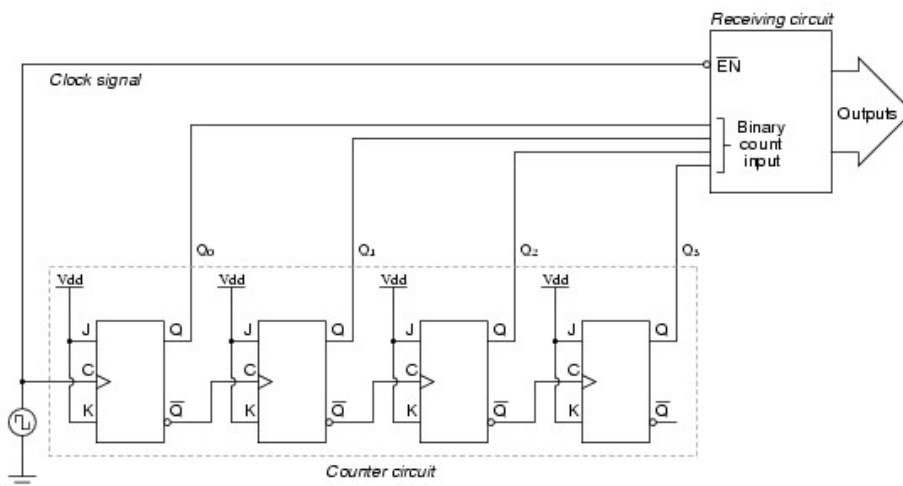 Receiving circuit
Clock signal
EN
Binary
count
input
Outputs
Q0 Q1 Q2 Q3
Vdd Vdd Vdd Vdd
J Q J Q J Q J Q
C C C C
K Q K Q K Q K Q
Counter circuit